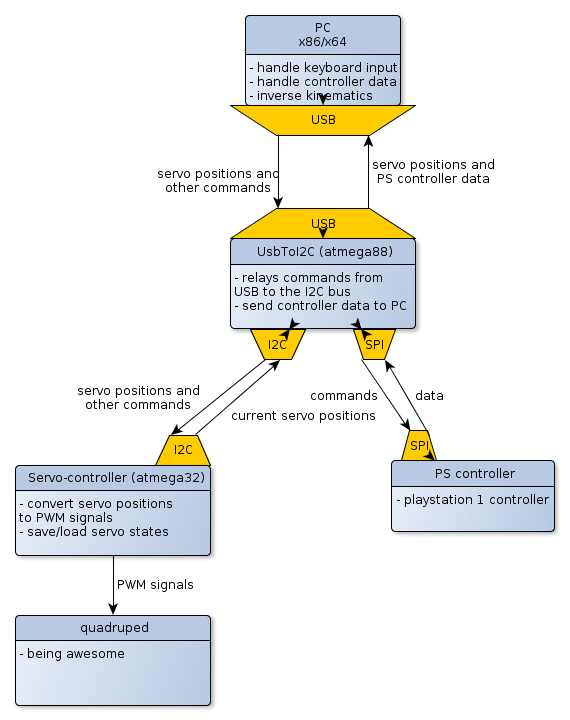 PC
x86/x64
- handle keyboard input
- handle controller data
- inverse kinematics
USB
servo positions and
other commands
servo positions and
PS controller data
USB
UsbToI2C (atmega88)
- relays commands from
USB to the I2C bus
- send controller data to PC
I2C
SPI
servo positions and
other commands
current servo positions
commands
data
I2C
SPI
Servo-controller (atmega32)
- convert servo positions
to PWM signals
- save/load servo states
PS controller
- playstation 1 controller
PWM signals
quadruped
- being awesome